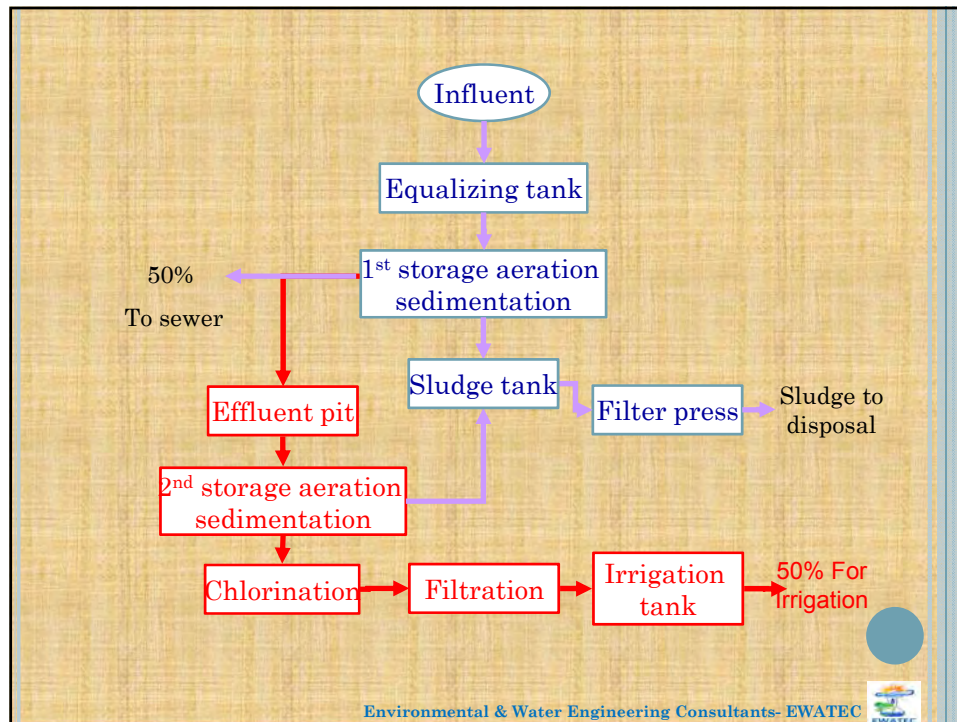 Influent
Equalizing tank
1st storage aeration
sedimentation
50%
To sewer
Sludge tank
Filter press
Sludge to
disposal
Effluent pit
2nd storage aeration
sedimentation
Chlorination
Filtration
Irrigation
tank
50% For
Irrigation
Environmental & Water Engineering Consultants- EWATEC
EWATEC